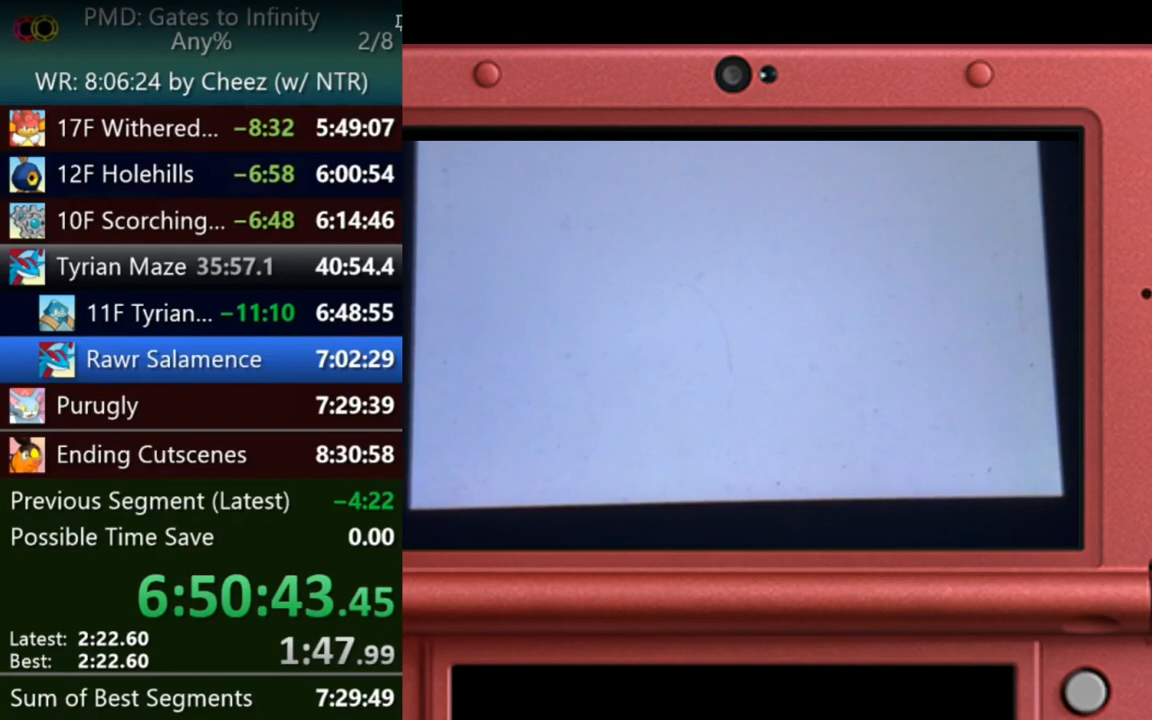 PMD: Gates to Infinity
Any% 2/8
WR: 8:06:24 by Cheez (w/ NTR)
17F Withered... −8:32 5:49:07
12F Holehills −6:58 6:00:54
10F Scorching... −6:48 6:14:46
Tyrian Maze 35:57.1 40:54.4
11F Tyrian... −11:10 6:48:55
Rawr Salamence 7:02:29
Purugly 7:29:39
Ending Cutscenes 8:30:58
Previous Segment (Latest) −4:22
Possible Time Save 0.00
6:50:43.45
Latest: 2:22.60
Best: 2:22.60
1:47.99
Sum of Best Segments 7:29:49